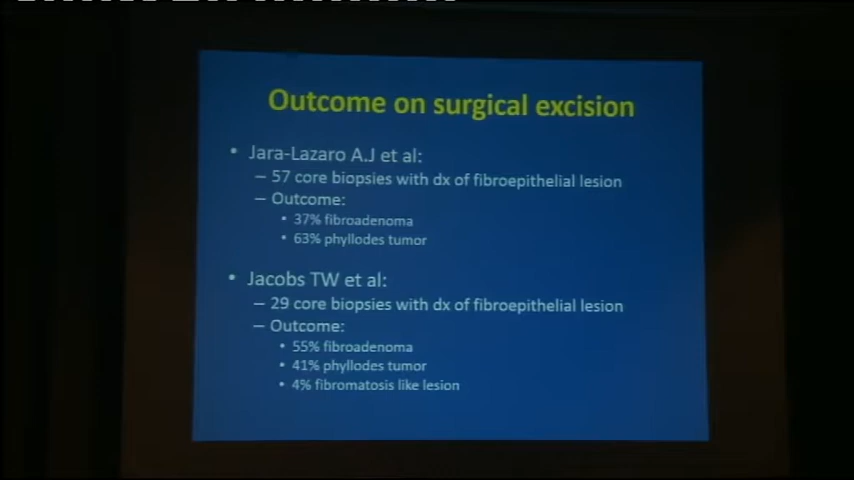 Outcome on surgical excision
• Jara-Lazaro A.J et al:
– 57 core biopsies with dx of fibroepithelial lesion
– Outcome:
• 37% fibroadenoma
• 63% phyllodes tumor
• Jacobs TW et al:
– 29 core biopsies with dx of fibroepithelial lesion
– Outcome:
• 55% fibroadenoma
• 41% phyllodes tumor
• 4% fibromatosis like lesion